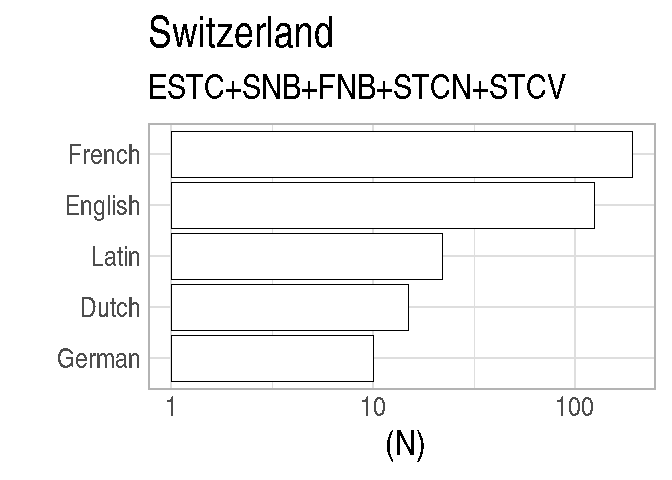 Switzerland
ESTC+SNB+FNB+STCN+STCV
French
English
Latin
Dutch
German
1 10 100
(N)